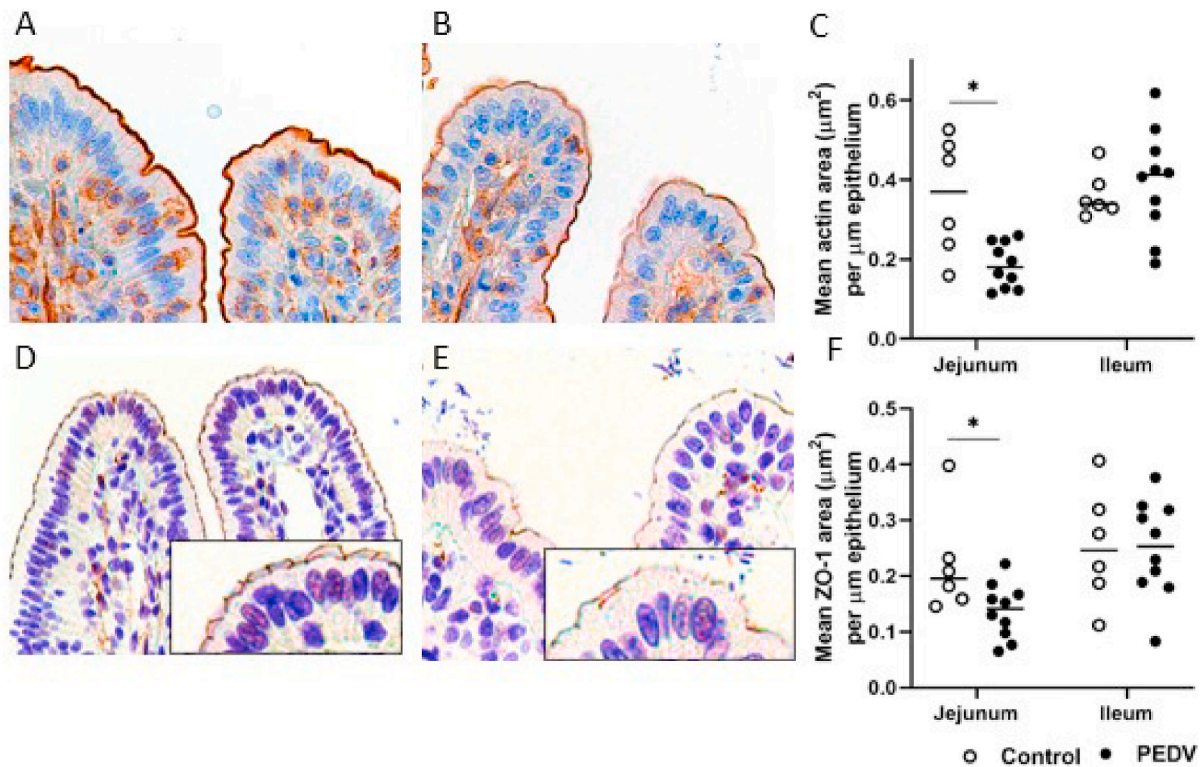 A
B
C
Mean actin area (μm²)
per μm epithelium
0.6
0.4
0.2
0.0
*
Jejunum
Ileum
D
E
F
Mean ZO-1 area (μm²)
per μm epithelium
0.5
0.4
0.3
0.2
0.1
0.0
*
Jejunum
Ileum
Control
PEDV